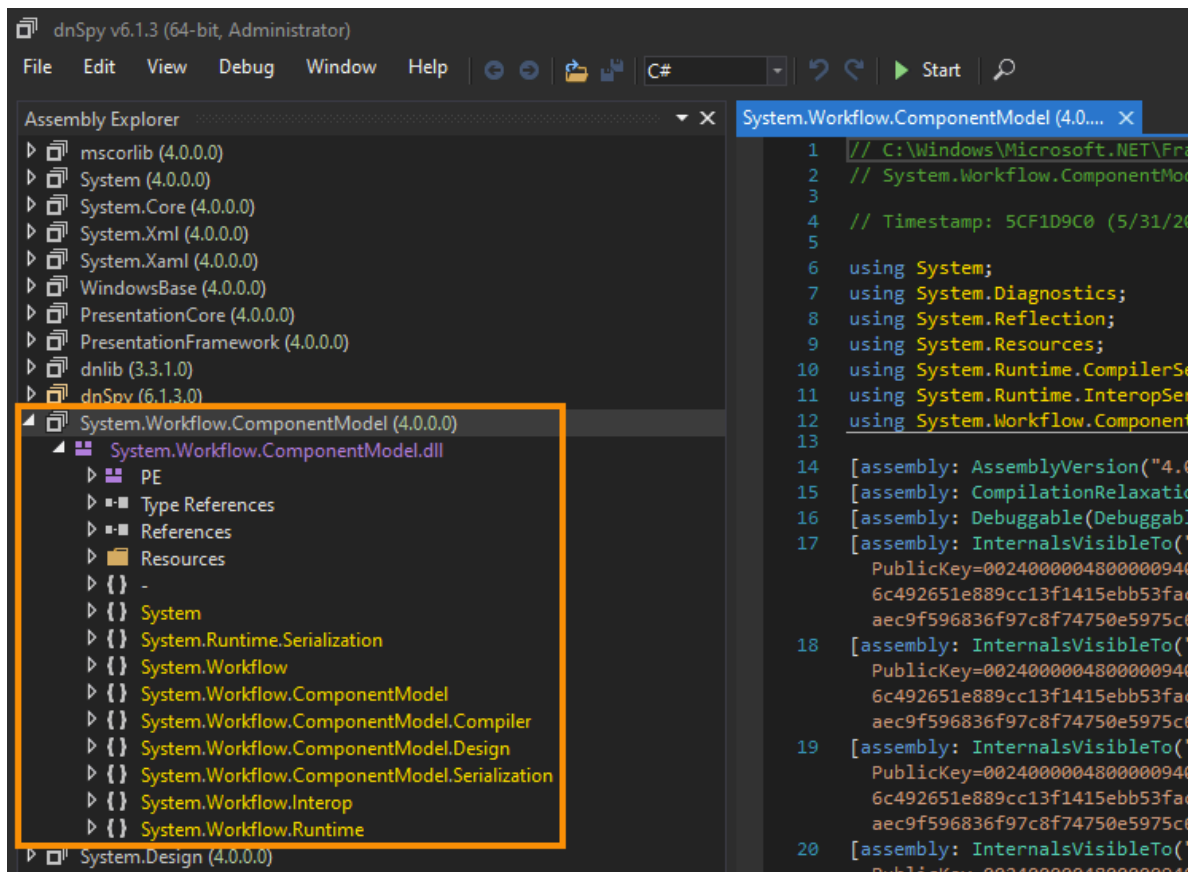 dnSpy v6.1.3 (64-bit, Administrator)
File Edit View Debug Window Help C# Start
Assembly Explorer
mscorlib (4.0.0.0)
System (4.0.0.0)
System.Core (4.0.0.0)
System.Xml (4.0.0.0)
System.Xaml (4.0.0.0)
WindowsBase (4.0.0.0)
PresentationCore (4.0.0.0)
PresentationFramework (4.0.0.0)
dnlib (3.3.1.0)
dnSpy (6.1.3.0)
System.Workflow.ComponentModel (4.0.0.0)
System.Workflow.ComponentModel.dll
PE
Type References
References
Resources
{ } -
{ } System
{ } System.Runtime.Serialization
{ } System.Workflow
{ } System.Workflow.ComponentModel
{ } System.Workflow.ComponentModel.Compiler
{ } System.Workflow.ComponentModel.Design
{ } System.Workflow.ComponentModel.Serialization
{ } System.Workflow.Interop
{ } System.Workflow.Runtime
System.Design (4.0.0.0)
System.Workflow.ComponentModel (4.0....
1 // C:\Windows\Microsoft.NET\Fra
2 // System.Workflow.ComponentMod
3
4 // Timestamp: 5CF1D9C0 (5/31/20
5
6 using System;
7 using System.Diagnostics;
8 using System.Reflection;
9 using System.Resources;
10 using System.Runtime.CompilerSe
11 using System.Runtime.InteropSer
12 using System.Workflow.Component
13
14 [assembly: AssemblyVersion("4.0
15 [assembly: CompilationRelaxatio
16 [assembly: Debuggable(Debuggabl
17 [assembly: InternalsVisibleTo("
PublicKey=0024000004800000940
6c492651e889cc13f1415ebb53fac
aec9f596836f97c8f74750e5975c6
18 [assembly: InternalsVisibleTo("
PublicKey=0024000004800000940
6c492651e889cc13f1415ebb53fac
aec9f596836f97c8f74750e5975c6
19 [assembly: InternalsVisibleTo("
PublicKey=0024000004800000940
6c492651e889cc13f1415ebb53fac
aec9f596836f97c8f74750e5975c6
20 [assembly: InternalsVisibleTo("